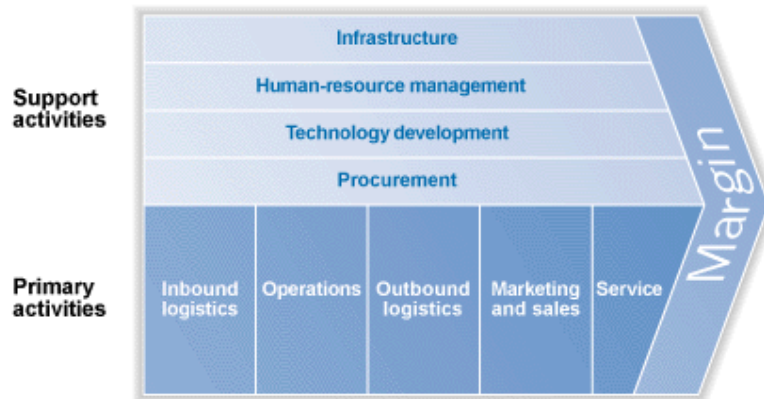 Support
activities
Infrastructure
Human-resource management
Technology development
Procurement
Margin
Primary
activities
Inbound
logistics
Operations
Outbound
logistics
Marketing
and sales
Service